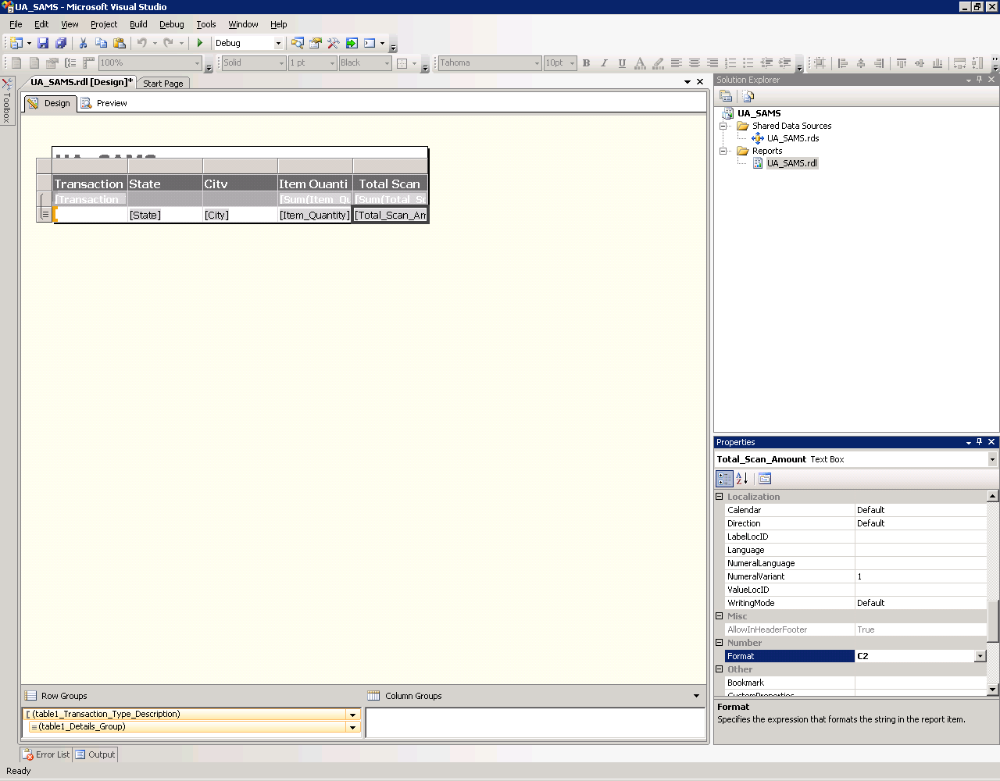 UA_SAMS - Microsoft Visual Studio
File Edit View Project Build Debug Tools Window Help
Debug
100% Solid 1 pt Black Tahoma 10pt B I U A
Toolbox
UA_SAMS.rdl [Design]* Start Page
Design Preview
UA_SAMS
Transaction State City Item Quanti Total Scan
[Transaction [Sum(Item_Qu [Sum(Total_Sc
[State] [City] [Item_Quantity] [Total_Scan_Am
Row Groups Column Groups
(table1_Transaction_Type_Description)
(table1_Details_Group)
Error List Output
Ready
Solution Explorer
UA_SAMS
Shared Data Sources
UA_SAMS.rds
Reports
UA_SAMS.rdl
Properties
Total_Scan_Amount Text Box
Localization
Calendar Default
Direction Default
LabelLocID
Language
NumeralLanguage
NumeralVariant 1
ValueLocID
WritingMode Default
Misc
AllowInHeaderFooter True
Number
Format C2
Other
Bookmark
CustomProperties
Format
Specifies the expression that formats the string in the report item.